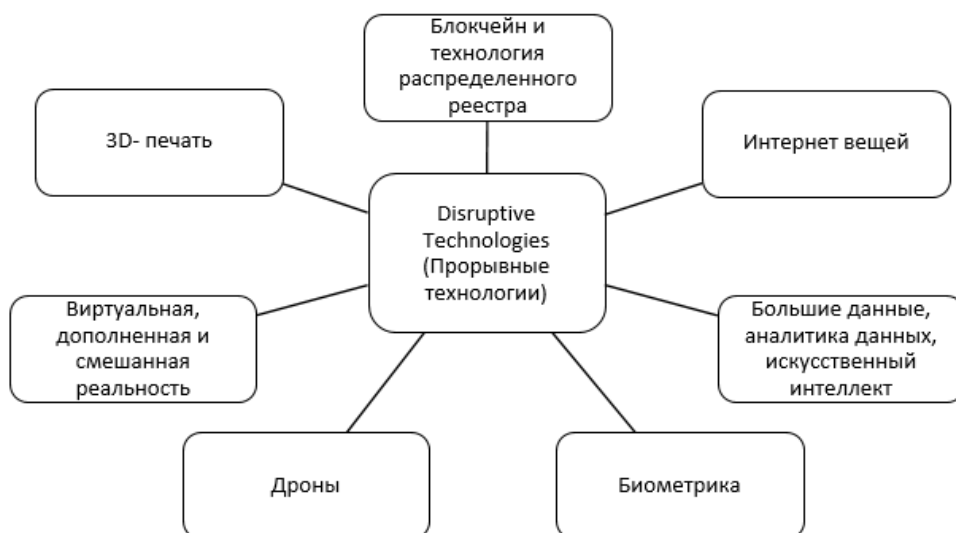 Блокчейн и
технология
распределенного
реестра
3D- печать
Интернет вещей
Disruptive
Technologies
(Прорывные
технологии)
Виртуальная,
дополненная и
смешанная
реальность
Большие данные,
аналитика данных,
искусственный
интеллект
Дроны
Биометрика